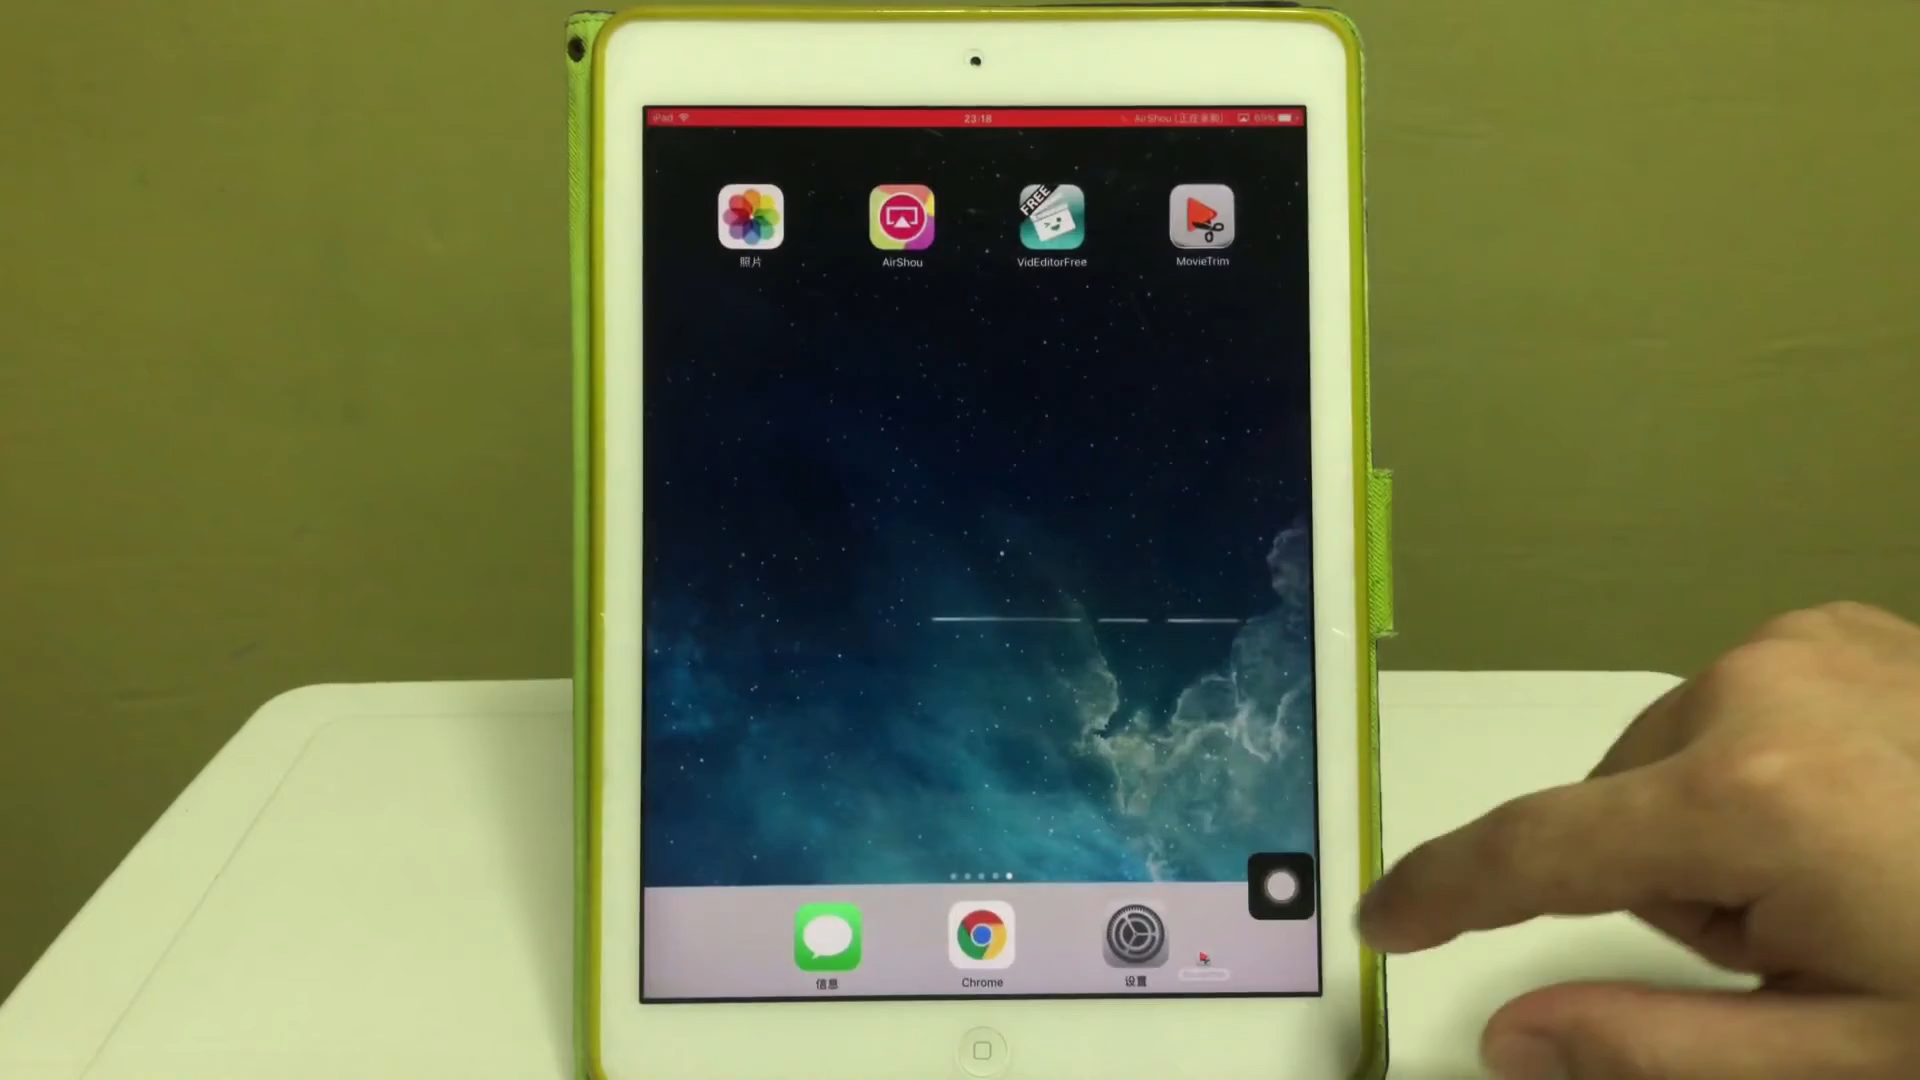 iPad 23:18 AirShou (正在录制) 69%
照片 AirShou VidEditorFree MovieTrim
FREE
信息 Chrome 设置